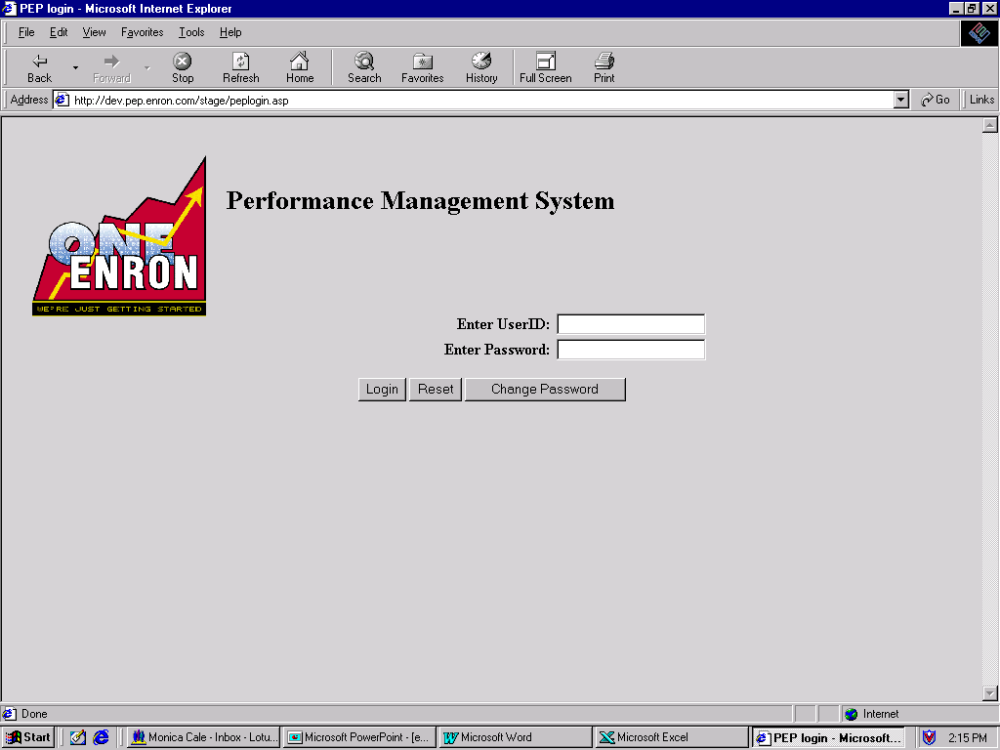 PEP login - Microsoft Internet Explorer
File Edit View Favorites Tools Help
Back Forward Stop Refresh Home Search Favorites History Full Screen Print
Address http://dev.pep.enron.com/stage/peplogin.asp Go Links
Performance Management System
ONE
ENRON
WE'RE JUST GETTING STARTED
Enter UserID:
Enter Password:
Login Reset Change Password
Done Internet
Start Monica Cale - Inbox - Lotu... Microsoft PowerPoint - [e... Microsoft Word Microsoft Excel PEP login - Microsoft... 2:15 PM